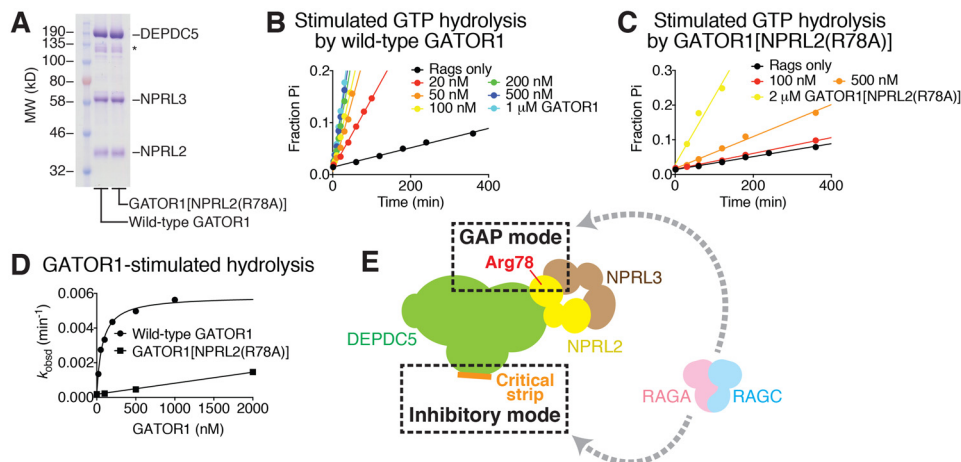 A
MW (kD)
190
135
100
80
58
46
32
DEPDC5
*
NPRL3
NPRL2
GATOR1[NPRL2(R78A)]
Wild-type GATOR1
B
Stimulated GTP hydrolysis
by wild-type GATOR1
Rags only
20 nM
200 nM
50 nM
500 nM
100 nM
1 μM GATOR1
Fraction Pi
0.2
0.1
0.0
0
200
400
Time (min)
C
Stimulated GTP hydrolysis
by GATOR1[NPRL2(R78A)]
Rags only
100 nM
500 nM
2 μM GATOR1[NPRL2(R78A)]
Fraction Pi
0.3
0.2
0.1
0.0
0
200
400
Time (min)
D
GATOR1-stimulated hydrolysis
kobsd (min-1)
0.006
0.004
0.002
0.000
Wild-type GATOR1
GATOR1[NPRL2(R78A)]
0
500
1000
1500
2000
GATOR1 (nM)
E
GAP mode
Arg78
NPRL3
DEPDC5
NPRL2
Critical
strip
Inhibitory mode
RAGA
RAGC